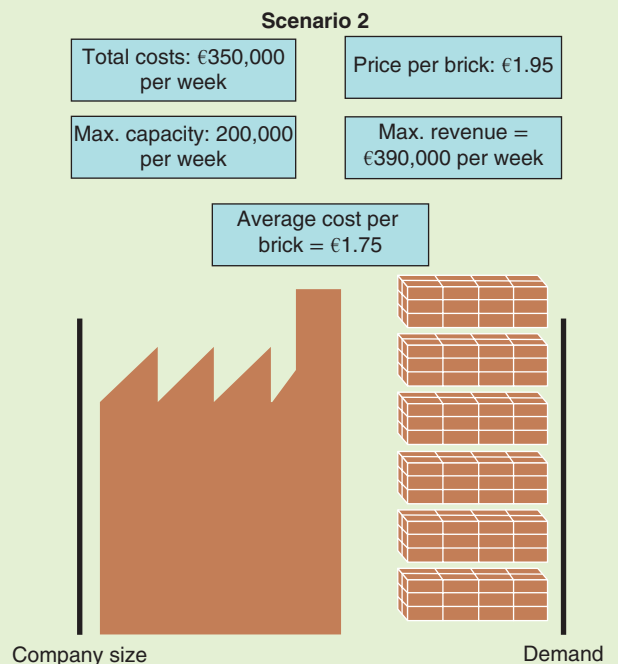 Scenario 2
Total costs: €350,000
per week
Price per brick: €1.95
Max. capacity: 200,000
per week
Max. revenue =
€390,000 per week
Average cost per
brick = €1.75
Company size
Demand